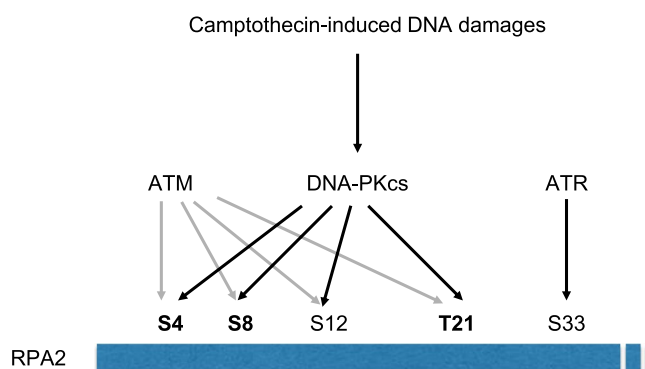 Camptothecin-induced DNA damages
ATM DNA-PKcs ATR
S4 S8 S12 T21 S33
RPA2